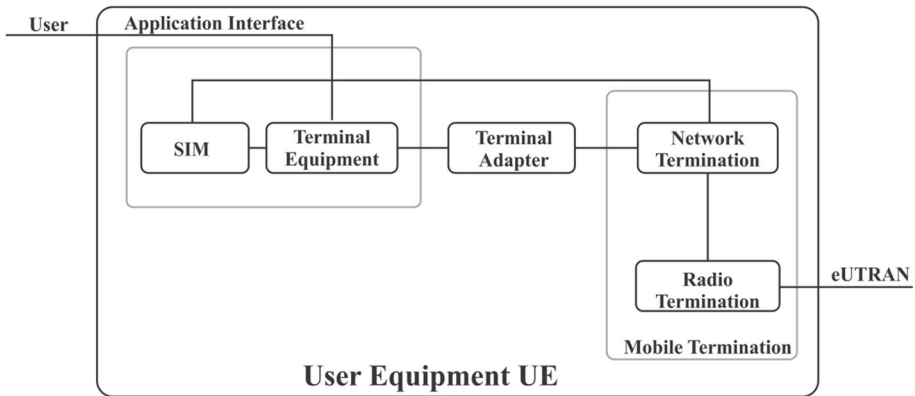 User
Application Interface
SIM
Terminal
Equipment
Terminal
Adapter
Network
Termination
Radio
Termination
eUTRAN
Mobile Termination
User Equipment UE